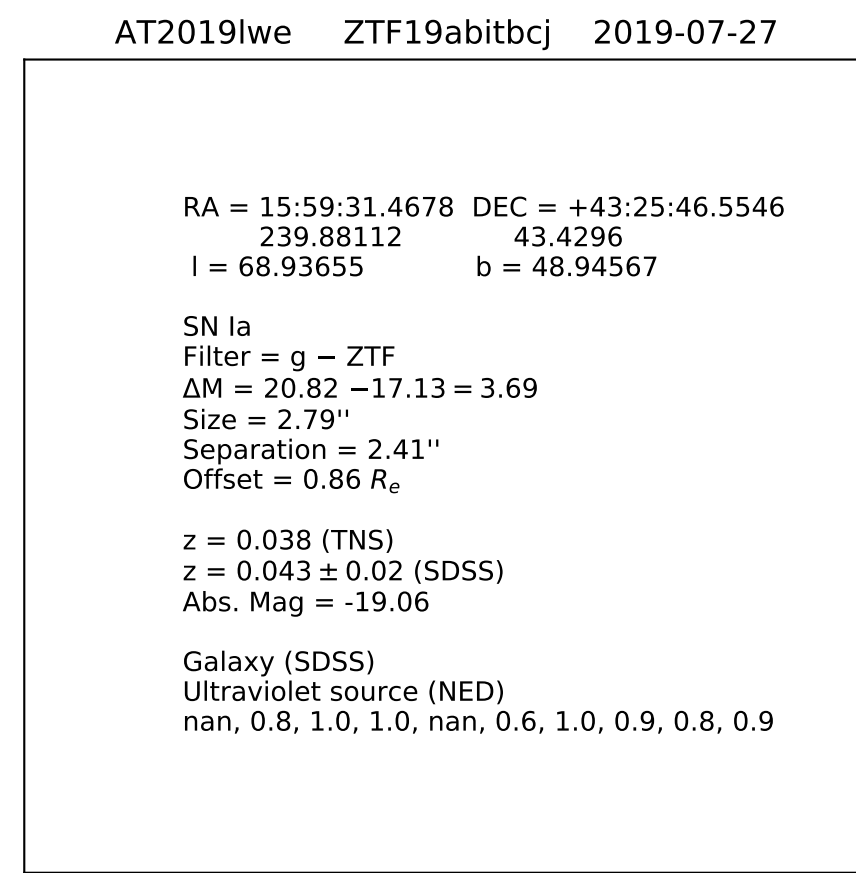 AT2019lwe ZTF19abitbcj 2019-07-27
RA = 15:59:31.4678 DEC = +43:25:46.5546
239.88112 43.4296
l = 68.93655 b = 48.94567
SN Ia
Filter = g − ZTF
ΔM = 20.82 −17.13 = 3.69
Size = 2.79''
Separation = 2.41''
Offset = 0.86 Re
z = 0.038 (TNS)
z = 0.043 ± 0.02 (SDSS)
Abs. Mag = -19.06
Galaxy (SDSS)
Ultraviolet source (NED)
nan, 0.8, 1.0, 1.0, nan, 0.6, 1.0, 0.9, 0.8, 0.9